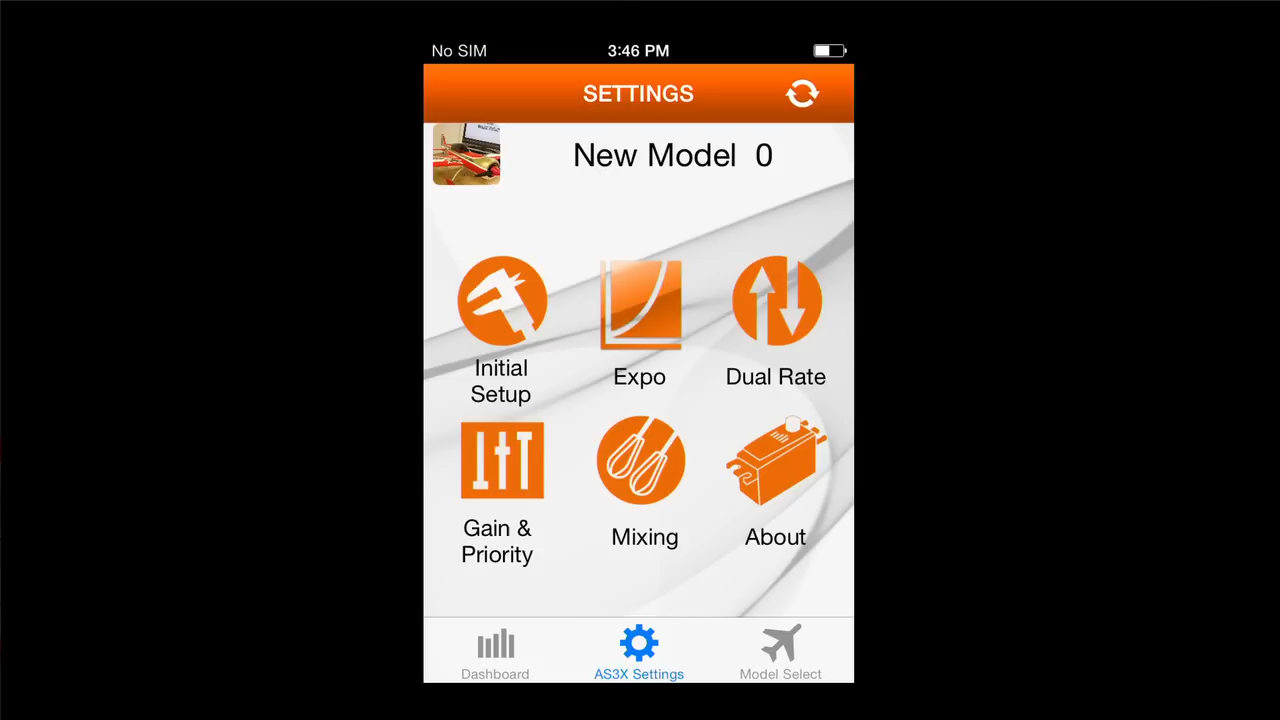 No SIM 3:46 PM
SETTINGS
New Model 0
Initial
Setup
Expo
Dual Rate
Gain &
Priority
Mixing
About
Dashboard
AS3X Settings
Model Select